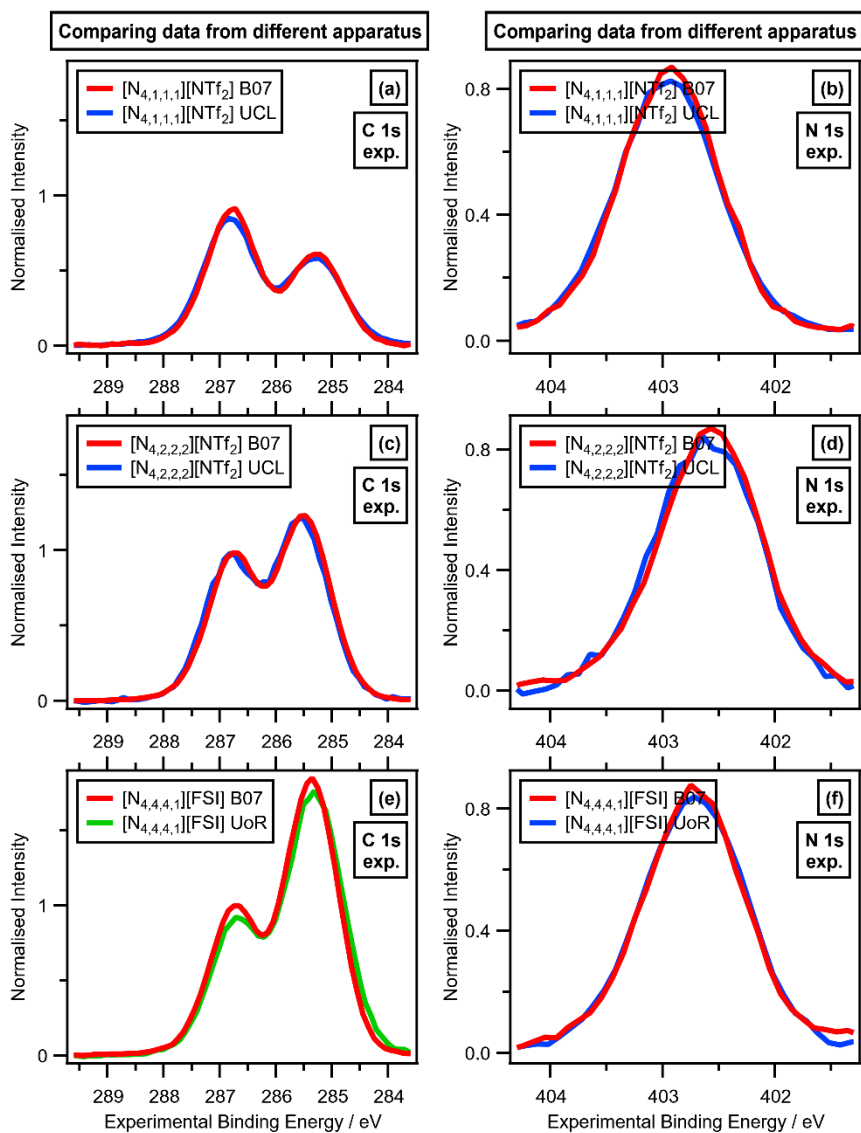 Comparing data from different apparatus
Comparing data from different apparatus
[N4,1,1,1][NTf2] B07
[N4,1,1,1][NTf2] UCL
(a)
C 1s
exp.
Normalised Intensity
1
0
289 288 287 286 285 284
[N4,1,1,1][NTf2] B07
[N4,1,1,1][NTf2] UCL
(b)
N 1s
exp.
Normalised Intensity
0.8
0.4
0.0
404 403 402
[N4,2,2,2][NTf2] B07
[N4,2,2,2][NTf2] UCL
(c)
C 1s
exp.
Normalised Intensity
1
0
289 288 287 286 285 284
[N4,2,2,2][NTf2] B07
[N4,2,2,2][NTf2] UCL
(d)
N 1s
exp.
Normalised Intensity
0.8
0.4
0.0
404 403 402
[N4,4,4,1][FSI] B07
[N4,4,4,1][FSI] UoR
(e)
C 1s
exp.
Normalised Intensity
1
0
289 288 287 286 285 284
Experimental Binding Energy / eV
[N4,4,4,1][FSI] B07
[N4,4,4,1][FSI] UoR
(f)
N 1s
exp.
Normalised Intensity
0.8
0.4
0.0
404 403 402
Experimental Binding Energy / eV